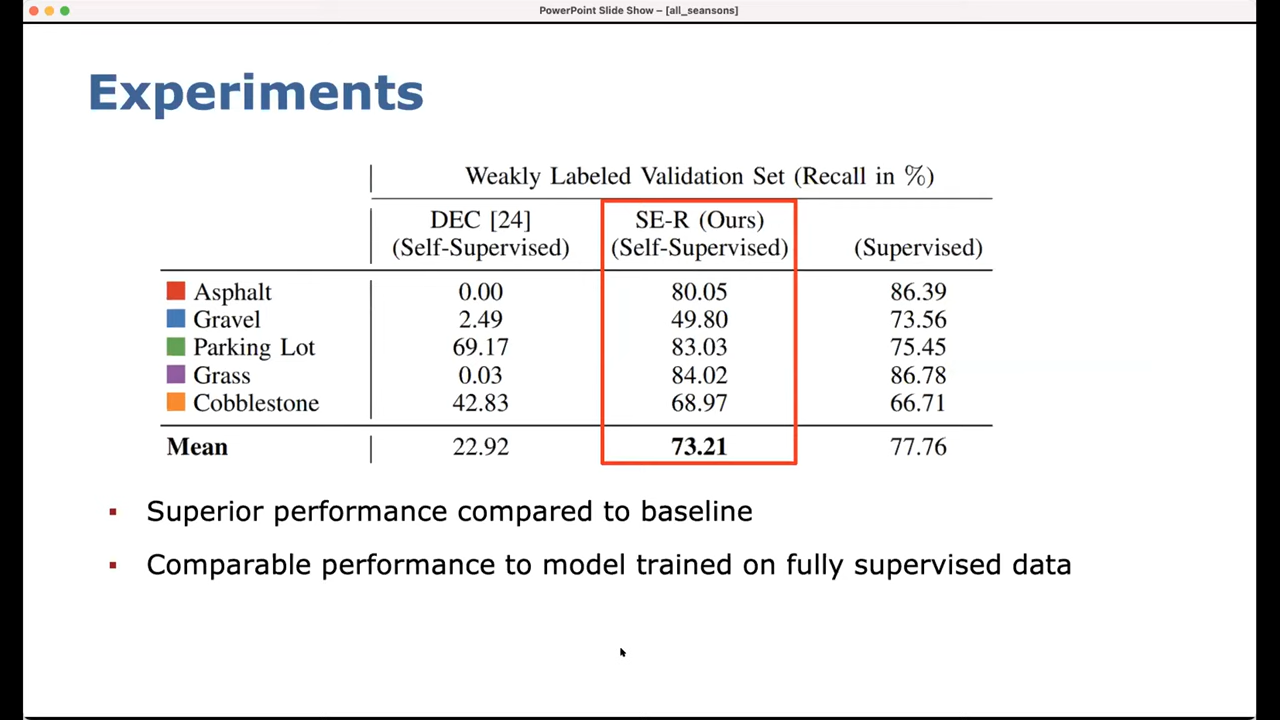 PowerPoint Slide Show – [all_seansons]
Experiments
Weakly Labeled Validation Set (Recall in %)
DEC [24] SE-R (Ours)
(Self-Supervised) (Self-Supervised) (Supervised)
Asphalt 0.00 80.05 86.39
Gravel 2.49 49.80 73.56
Parking Lot 69.17 83.03 75.45
Grass 0.03 84.02 86.78
Cobblestone 42.83 68.97 66.71
Mean 22.92 73.21 77.76
▪ Superior performance compared to baseline
▪ Comparable performance to model trained on fully supervised data